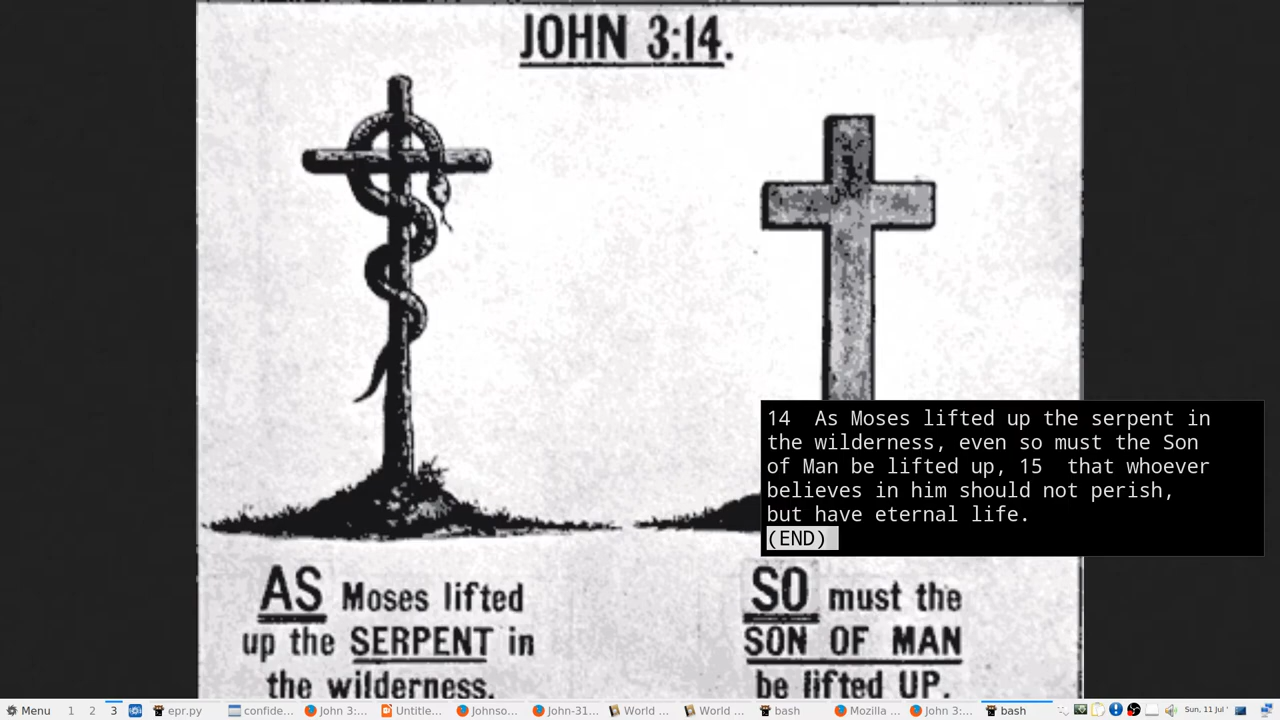 JOHN 3:14.
AS Moses lifted
up the SERPENT in
the wilderness.
SO must the
SON OF MAN
be lifted UP.
14  As Moses lifted up the serpent in
the wilderness, even so must the Son
of Man be lifted up, 15  that whoever
believes in him should not perish,
but have eternal life.
(END)
Menu 1 2 3 epr.py confide... John 3:... Untitle... Johnso... John-31... World ... World ... bash Mozilla ... John 3:... bash Sun, 11 Jul